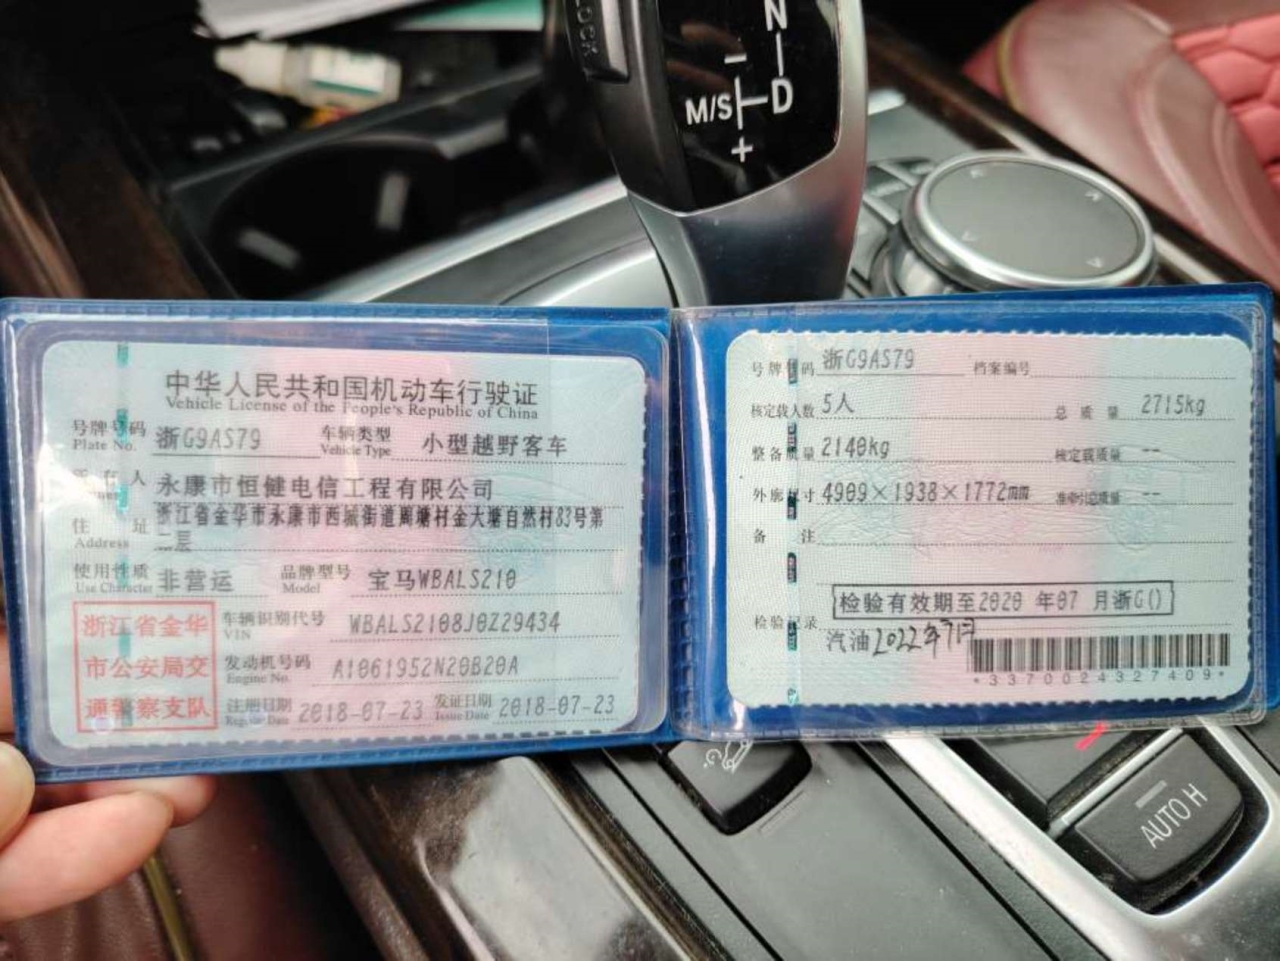 LOCK
N
D
M/S
−
+
中华人民共和国机动车行驶证
Vehicle License of the People's Republic of China
号牌号码 浙G9AS79 车辆类型 小型越野客车
Plate No. Vehicle Type
所有人 永康市恒健电信工程有限公司
住址 浙江省金华市永康市西城街道周塘村金大塘自然村83号第
Address 二层
使用性质 非营运 品牌型号 宝马WBALS210
Use Character Model
浙江省金华
市公安局交
通警察支队
车辆识别代号 WBALS2108J0Z29434
VIN
发动机号码 A1061952N20B20A
Engine No.
注册日期 2018-07-23 发证日期 2018-07-23
Register Date Issue Date
号牌号码 浙G9AS79 档案编号
核定载人数 5人 总质量 2715kg
整备质量 2140kg 核定载质量 --
外廓尺寸 4909×1938×1772mm 准牵引总质量 --
备注
检验有效期至2020 年07 月浙G()
检验记录
汽油 2022年7月
*3370024327409*
AUTO H